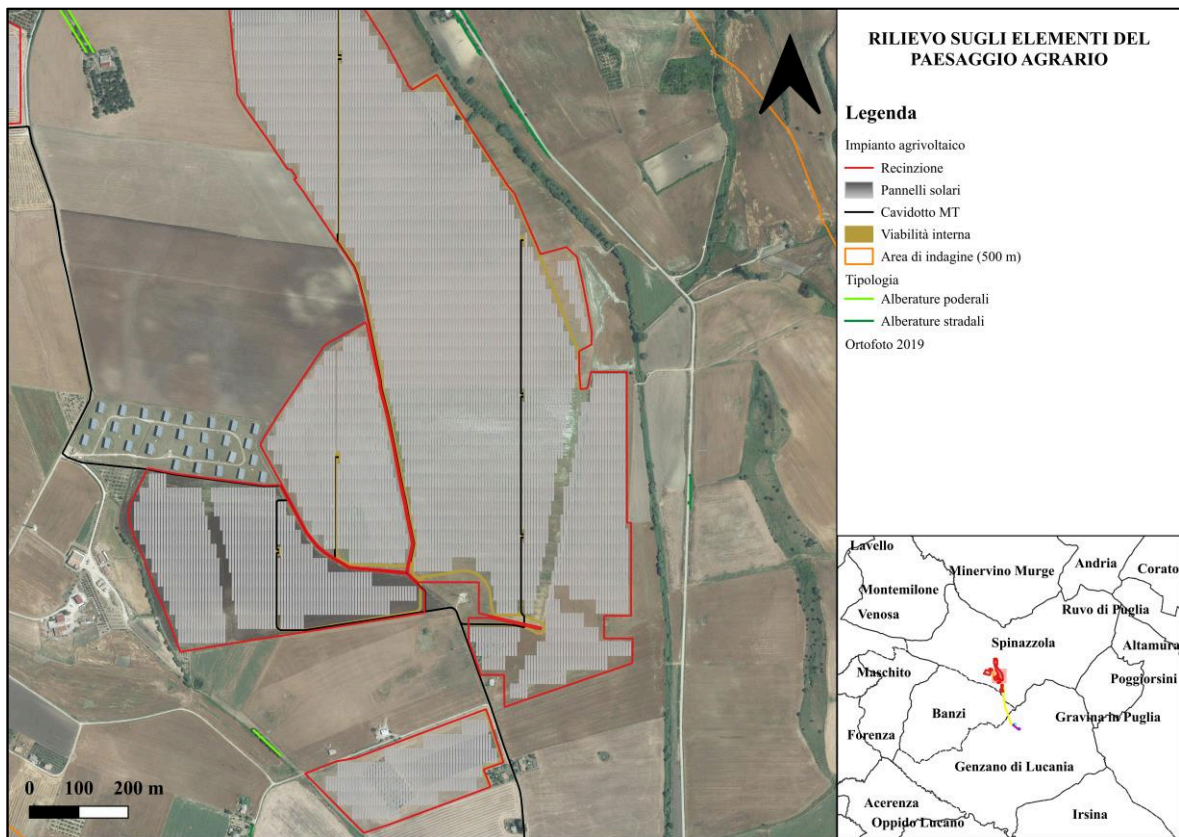 RILIEVO SUGLI ELEMENTI DEL
PAESAGGIO AGRARIO
Legenda
Impianto agrivoltaico
Recinzione
Pannelli solari
Cavidotto MT
Viabilità interna
Area di indagine (500 m)
Tipologia
Alberature poderali
Alberature stradali
Ortofoto 2019
0 100 200 m
Lavello
Minervino Murge
Andria
Corato
Montemilone
Ruvo di Puglia
Venosa
Spinazzola
Altamura
Maschito
Poggiorsini
Banzi
Gravina in Puglia
Forenza
Genzano di Lucania
Acerenza
Irsina
Oppido Lucano